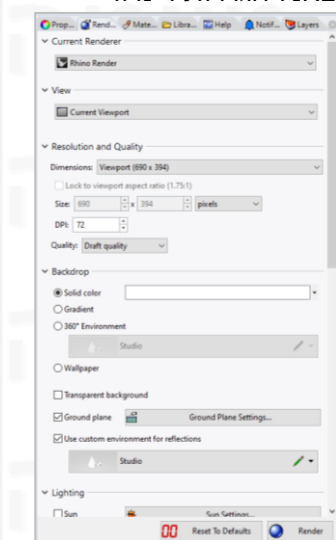 Prop... Rend... Mate... Libra... Help Notif... Layers
Current Renderer
Rhino Render
View
Current Viewport
Resolution and Quality
Dimensions: Viewport (690 x 394)
Lock to viewport aspect ratio (1.75:1)
Size: 690 x 394 pixels
DPI: 72
Quality: Draft quality
Backdrop
Solid color
Gradient
360° Environment
Studio
Wallpaper
Transparent background
Ground plane Ground Plane Settings...
Use custom environment for reflections
Studio
Lighting
Sun Sun Settings...
Reset To Defaults Render